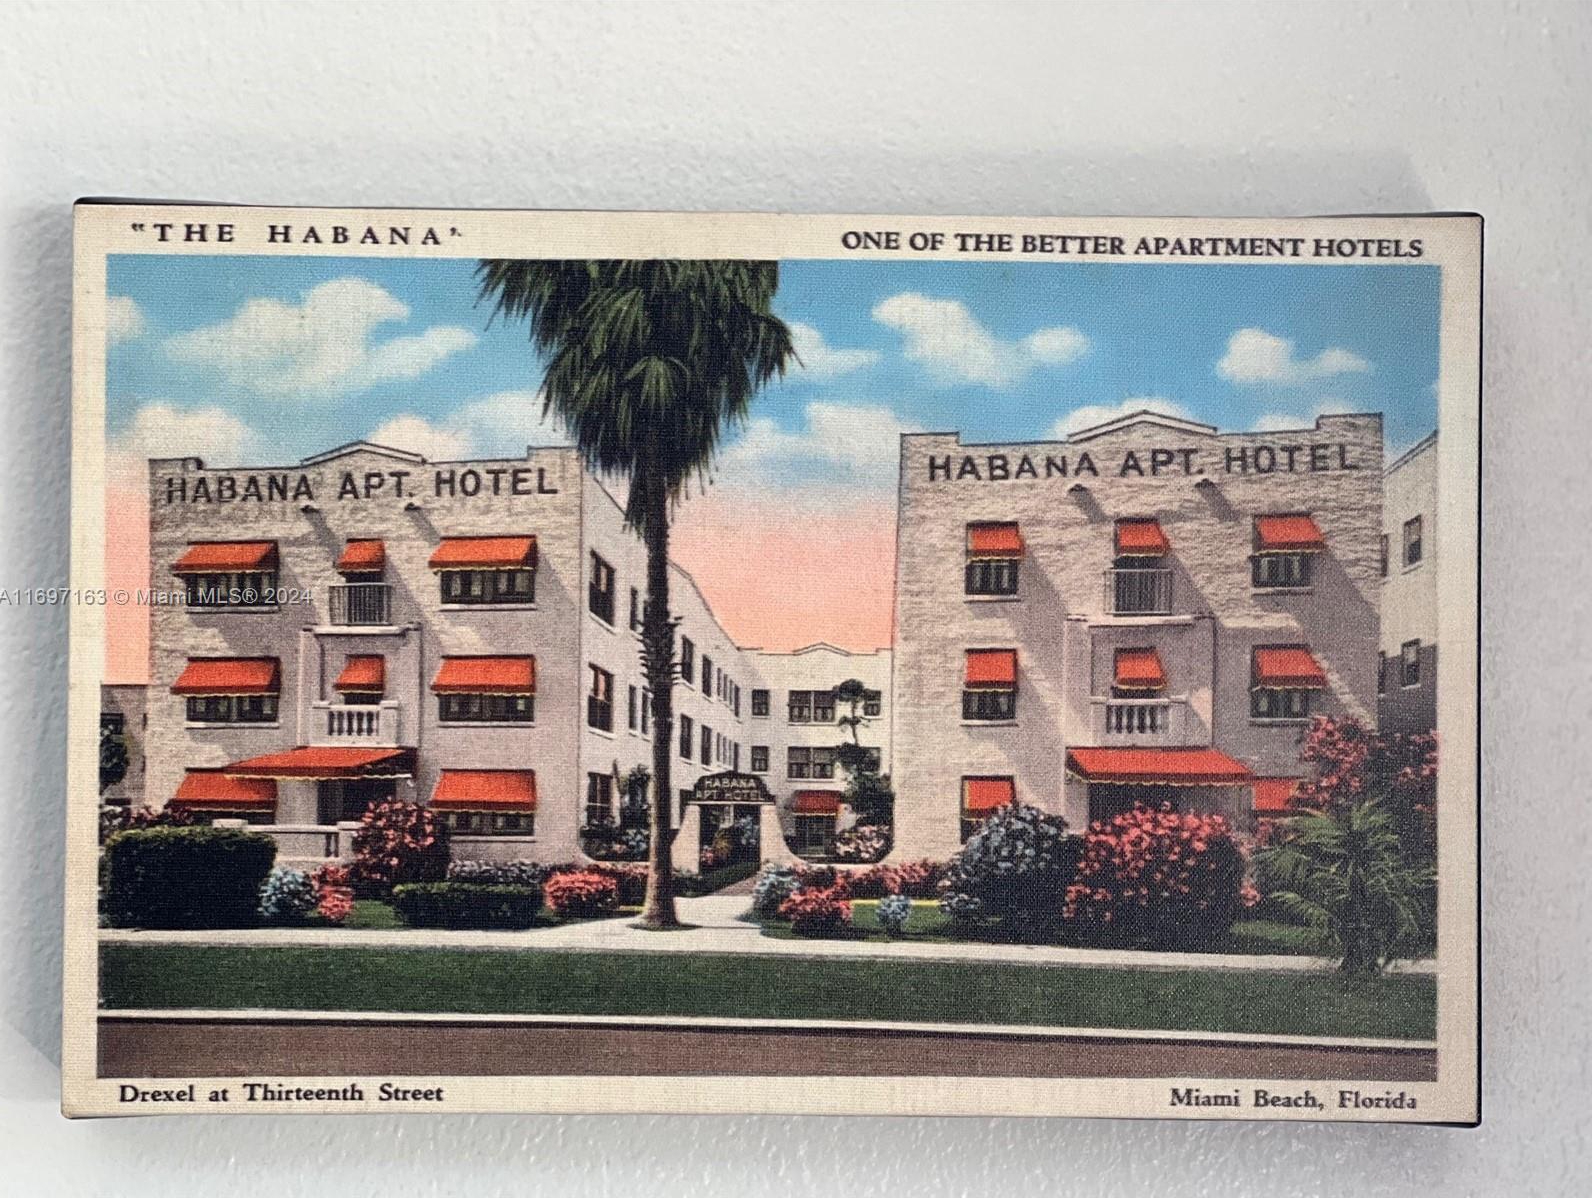 "THE HABANA"
ONE OF THE BETTER APARTMENT HOTELS
HABANA APT. HOTEL
HABANA APT. HOTEL
A11697163 © Miami MLS® 2024
HABANA
APT HOTEL
Drexel at Thirteenth Street
Miami Beach, Florida